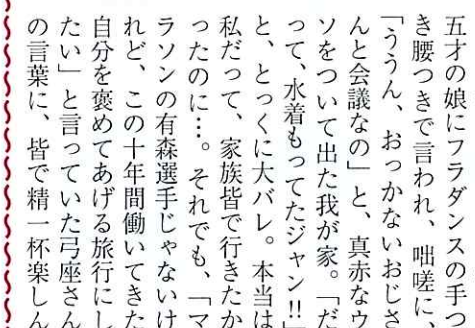 五才の娘にフラダンスの手つ
き腰つきで言われ、咄嗟に、
「ううん、おっかないおじさ
んと会議なの」と、真赤なウ
ソをついて出た我が家。「だ
って、水着もってたジャン!!」
と、とっくに大バレ。本当は
私だって、家族皆で行きたか
ったのに…。それでも、「マ
ラソンの有森選手じゃないけ
れど、この十年間働いてきた
自分を褒めてあげる旅行にし
たい」と言っていた弓座さん
の言葉に、皆で精一杯楽しん